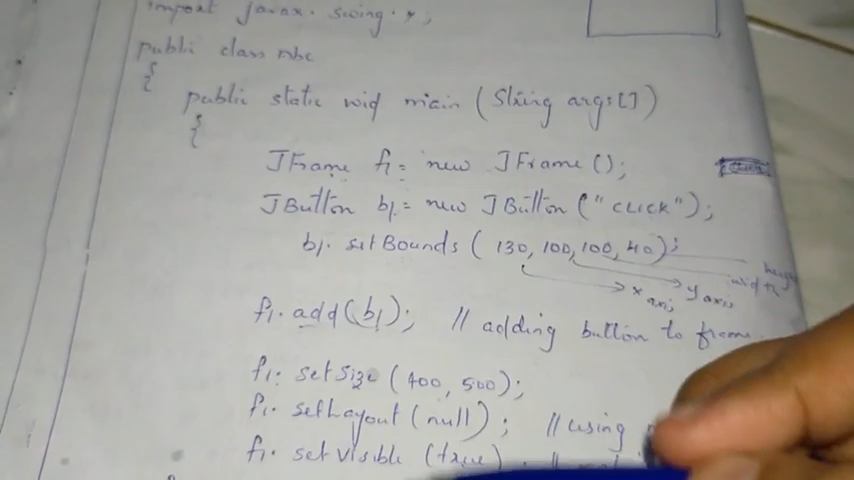 import javax. swing. *;
public class mbc
{
public static void main (String args[])
{
JFrame f1 = new JFrame ();
JButton b1 = new JButton ("CLICK");
b1. setBounds ( 130, 100, 100, 40);
height
width
y axis
x axis
f1. add(b1); // adding button to frame
f1. setSize (400, 500);
f1. setLayout (null); // using
f1. setvisible (true) //